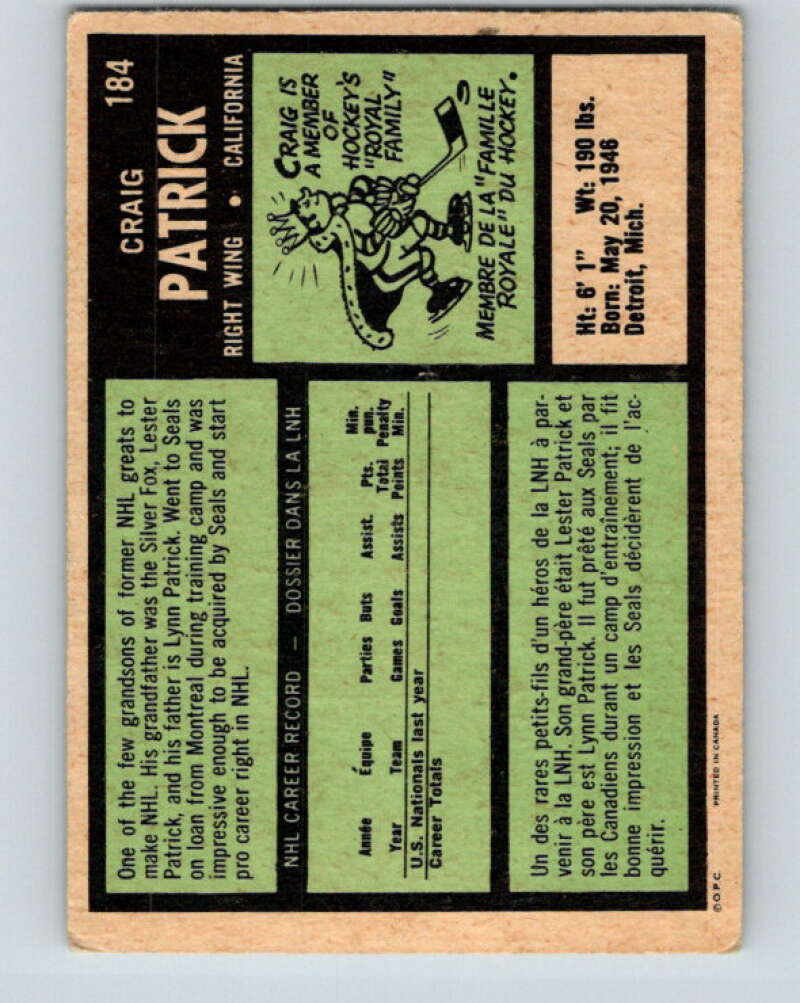 184
CRAIG
PATRICK
RIGHT WING • CALIFORNIA
One of the few grandsons of former NHL greats to
make NHL. His grandfather was the Silver Fox, Lester
Patrick, and his father is Lynn Patrick. Went to Seals
on loan from Montreal during training camp and was
impressive enough to be acquired by Seals and start
pro career right in NHL.
CRAIG IS
A MEMBER
OF
HOCKEY'S
"ROYAL
FAMILY"
MEMBRE DE LA "FAMILLE
ROYALE" DU HOCKEY.
NHL CAREER RECORD — DOSSIER DANS LA LNH
Année Équipe Parties Buts Assist. Pts. Total Min. pun.
Year Team Games Goals Assists Points Penalty Min.
U.S. Nationals last year
Career Totals
Ht: 6' 1" Wt: 190 lbs.
Born: May 20, 1946
Detroit, Mich.
Un des rares petits-fils d'un héros de la LNH à par-
venir à la LNH. Son grand-père était Lester Patrick et
son père est Lynn Patrick. Il fut prêté aux Seals par
les Canadiens durant un camp d'entraînement; il fit
bonne impression et les Seals décidèrent de l'ac-
quérir.
© O.P.C. PRINTED IN CANADA